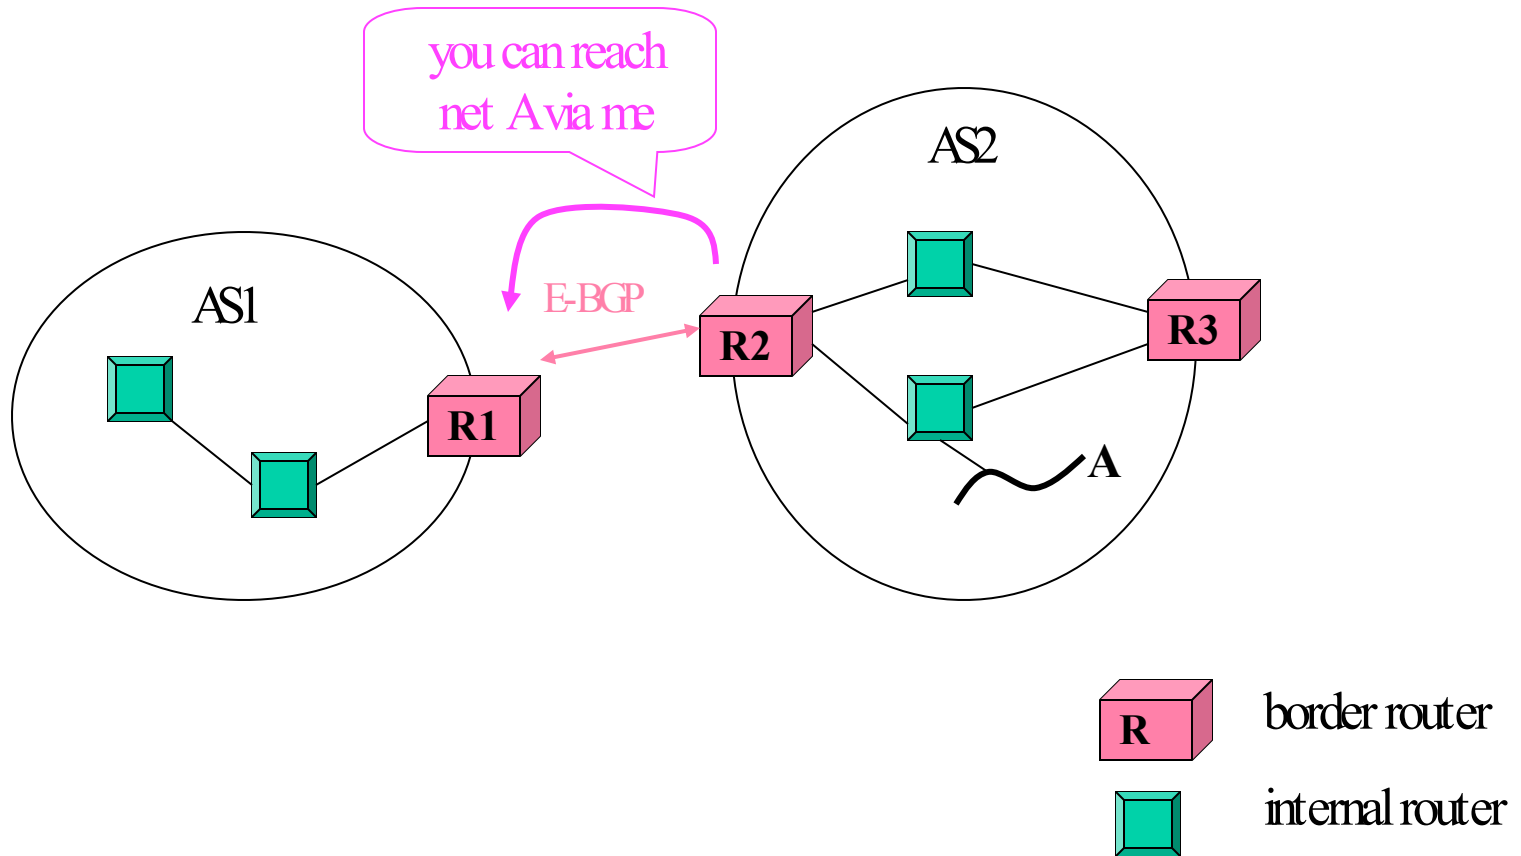 you can reach
net A via me
AS2
AS1
E-BGP
R2
R3
R1
A
R
border router
internal router